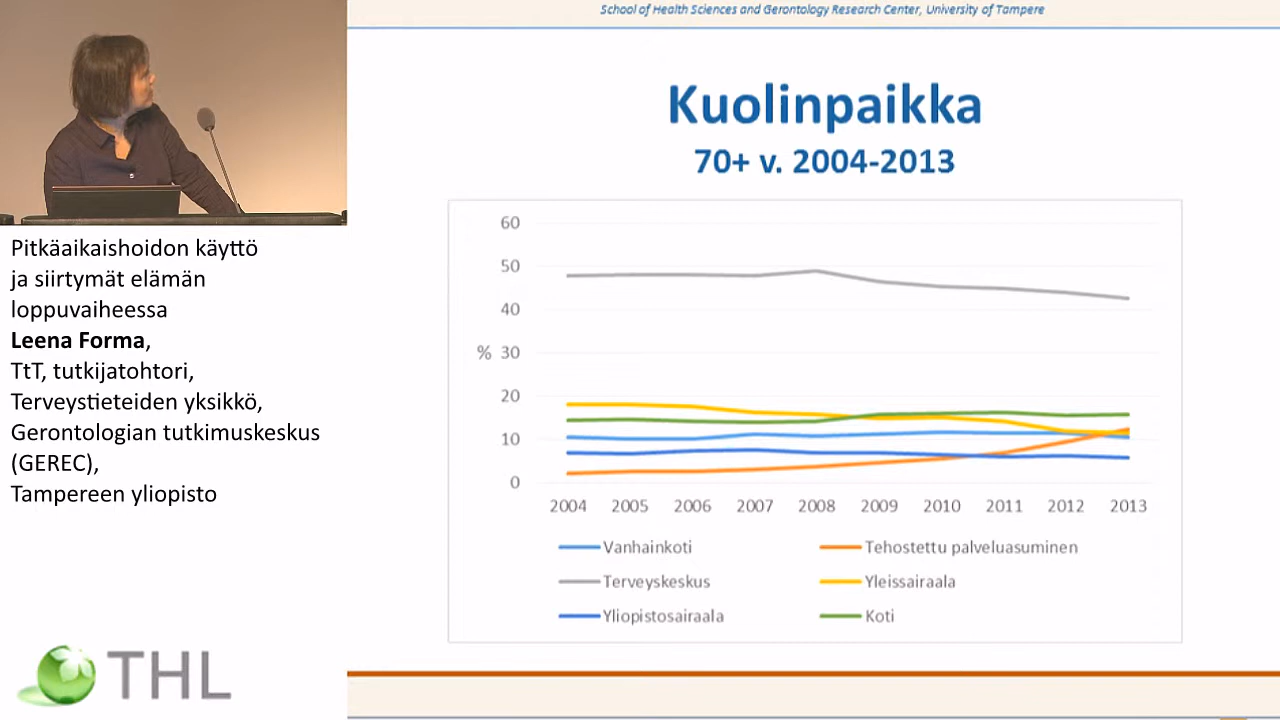 School of Health Sciences and Gerontology Research Center, University of Tampere
Kuolinpaikka
70+ v. 2004-2013
60
50
40
% 30
20
10
0
2004 2005 2006 2007 2008 2009 2010 2011 2012 2013
Vanhainkoti Tehostettu palveluasuminen
Terveyskeskus Yleissairaala
Yliopistosairaala Koti
Pitkäaikaishoidon käyttö
ja siirtymät elämän
loppuvaiheessa
Leena Forma,
TtT, tutkijatohtori,
Terveystieteiden yksikkö,
Gerontologian tutkimuskeskus
(GEREC),
Tampereen yliopisto
THL